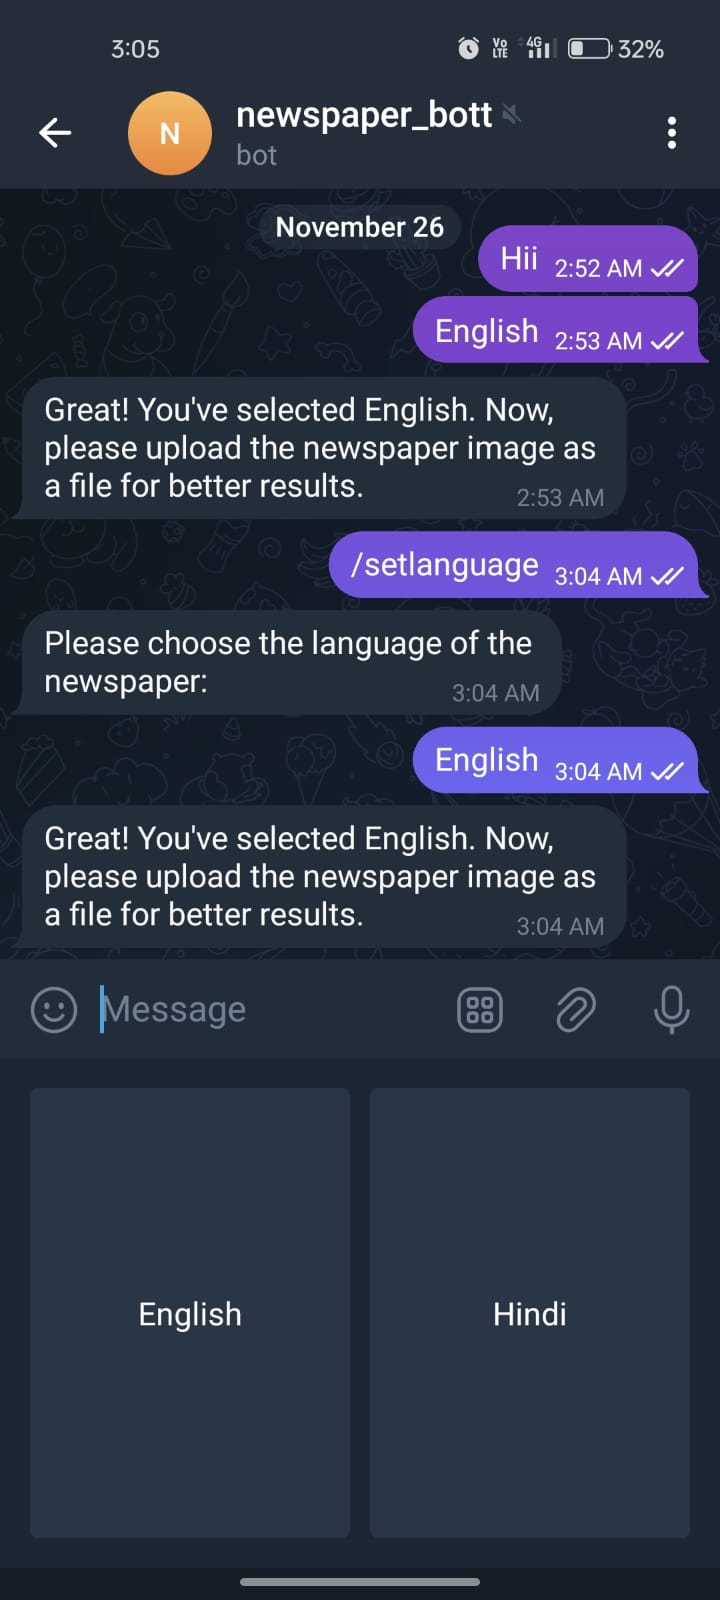 3:05
Vo LTE 4G 32%
N
newspaper_bott
bot
November 26
Hii 2:52 AM
English 2:53 AM
Great! You've selected English. Now,
please upload the newspaper image as
a file for better results.
2:53 AM
/setlanguage 3:04 AM
Please choose the language of the
newspaper:
3:04 AM
English 3:04 AM
Great! You've selected English. Now,
please upload the newspaper image as
a file for better results.
3:04 AM
Message
English Hindi